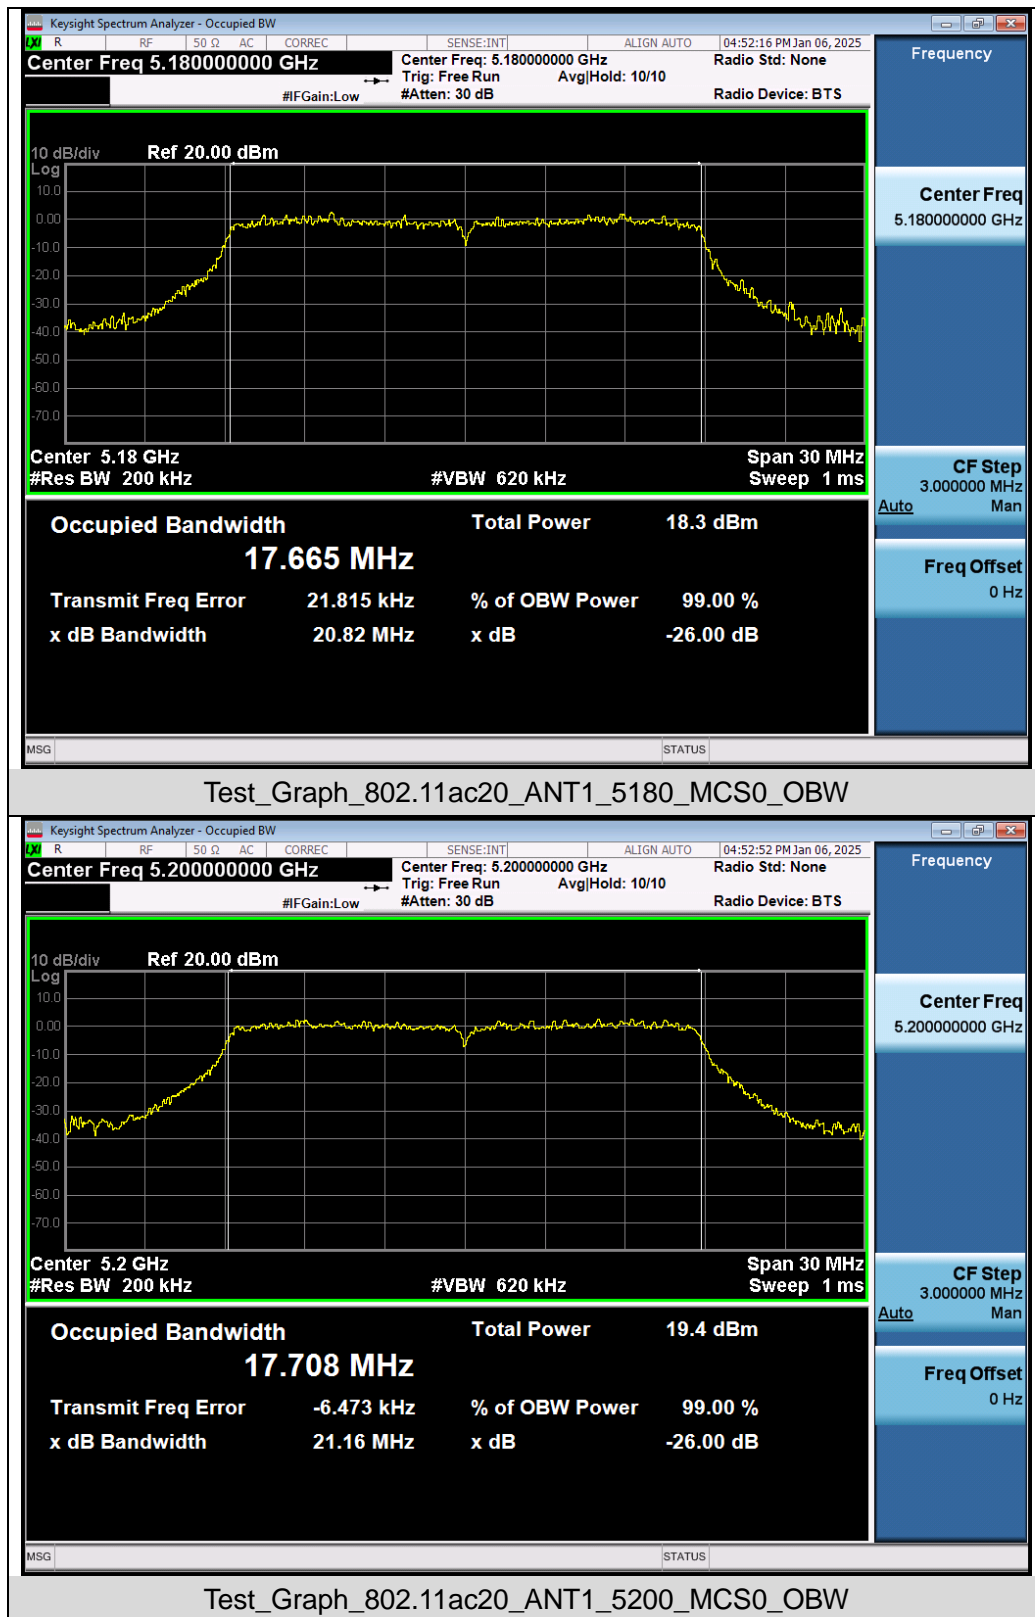 Keysight Spectrum Analyzer - Occupied BW
LXI R RF 50 Ω AC CORREC SENSE:INT ALIGN AUTO 04:52:16 PM Jan 06, 2025
Center Freq 5.180000000 GHz
Center Freq: 5.180000000 GHz Radio Std: None
Trig: Free Run Avg|Hold: 10/10
#IFGain:Low #Atten: 30 dB Radio Device: BTS
10 dB/div Ref 20.00 dBm
Log
10.0
0.00
-10.0
-20.0
-30.0
-40.0
-50.0
-60.0
-70.0
Center 5.18 GHz Span 30 MHz
#Res BW 200 kHz #VBW 620 kHz Sweep 1 ms
Occupied Bandwidth Total Power 18.3 dBm
17.665 MHz
Transmit Freq Error 21.815 kHz % of OBW Power 99.00 %
x dB Bandwidth 20.82 MHz x dB -26.00 dB
MSG STATUS
Frequency
Center Freq
5.180000000 GHz
CF Step
3.000000 MHz
Auto Man
Freq Offset
0 Hz
Test_Graph_802.11ac20_ANT1_5180_MCS0_OBW
Keysight Spectrum Analyzer - Occupied BW
LXI R RF 50 Ω AC CORREC SENSE:INT ALIGN AUTO 04:52:52 PM Jan 06, 2025
Center Freq 5.200000000 GHz
Center Freq: 5.200000000 GHz Radio Std: None
Trig: Free Run Avg|Hold: 10/10
#IFGain:Low #Atten: 30 dB Radio Device: BTS
10 dB/div Ref 20.00 dBm
Log
10.0
0.00
-10.0
-20.0
-30.0
-40.0
-50.0
-60.0
-70.0
Center 5.2 GHz Span 30 MHz
#Res BW 200 kHz #VBW 620 kHz Sweep 1 ms
Occupied Bandwidth Total Power 19.4 dBm
17.708 MHz
Transmit Freq Error -6.473 kHz % of OBW Power 99.00 %
x dB Bandwidth 21.16 MHz x dB -26.00 dB
MSG STATUS
Frequency
Center Freq
5.200000000 GHz
CF Step
3.000000 MHz
Auto Man
Freq Offset
0 Hz
Test_Graph_802.11ac20_ANT1_5200_MCS0_OBW